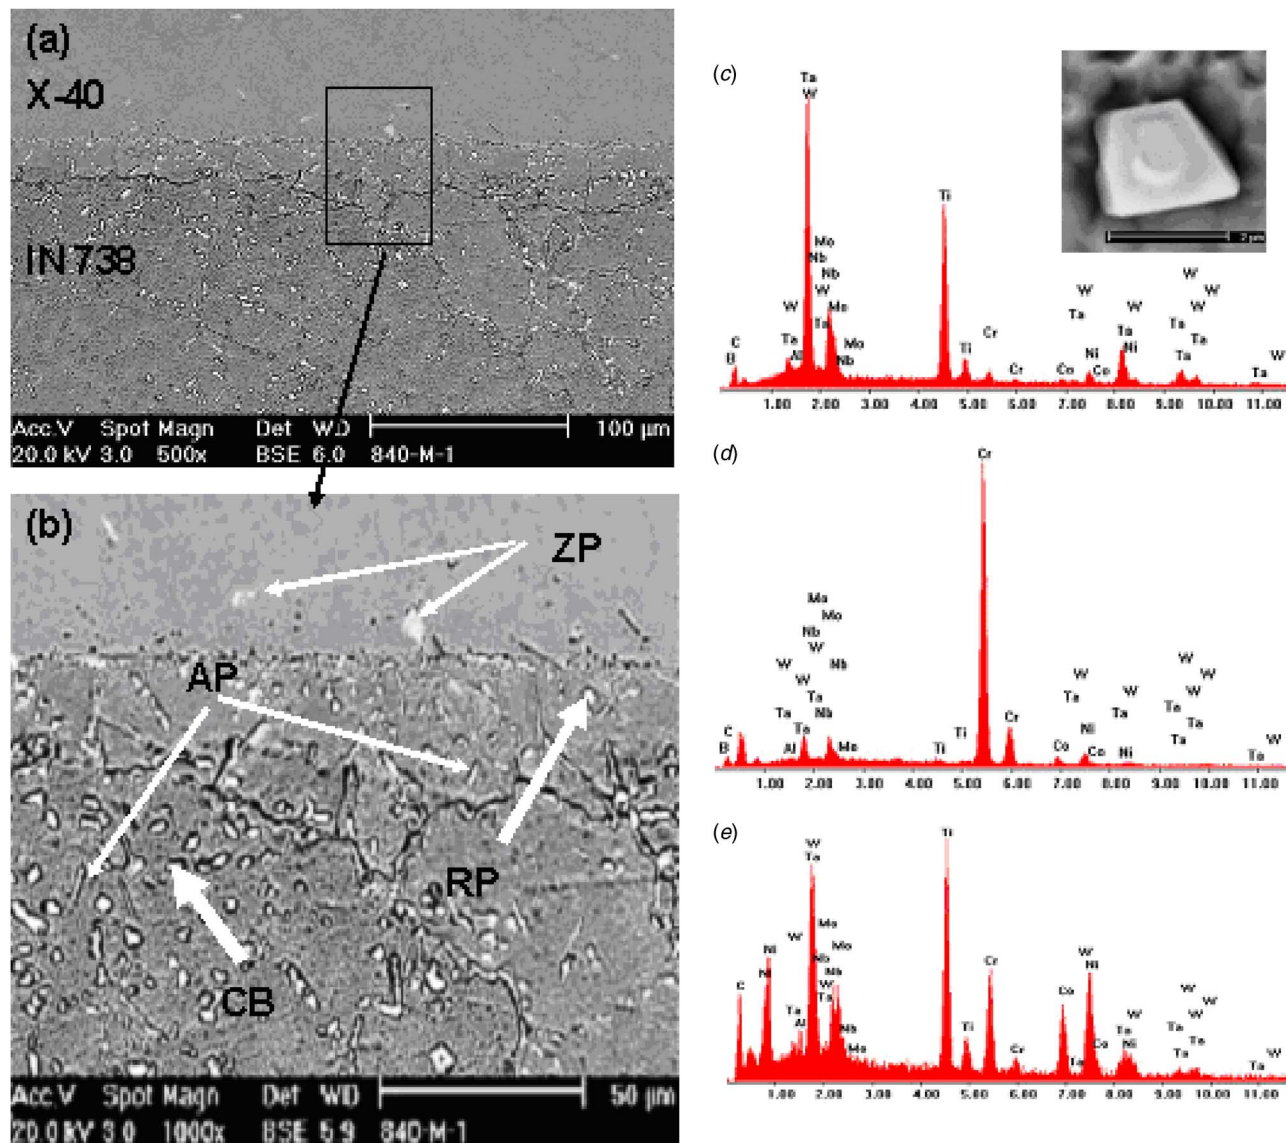 (a)
X-40
IN 738
Acc.V Spot Magn Det WD 100 µm
20.0 kV 3.0 500x BSE 6.0 840-M-1
(b)
ZP
AP
RP
CB
Acc.V Spot Magn Det WD 50 µm
20.0 kV 3.0 1000x BSE 5.9 840-M-1
(c)
Ta
W
Ti
Mo
Nb
Mo
Nb
W
W
Ta
Mo
Ta
Al
Mo
Nb
C
B
Ti
Cr
Cr
Co
Ni
Co
W
Ta
W
Ta
Ni
W
W
W
Ta
Ta
Ta
W
Ta
1.00 2.00 3.00 4.00 5.00 6.00 7.00 8.00 9.00 10.00 11.00
(d)
Cr
Mo
Mo
Nb
W
W
Nb
W
Ta
Ta
Ta
Nb
C
B
Al
Mo
Ti
Ti
Cr
Co
Ni
Co
W
Ta
W
Ta
Ni
W
W
W
Ta
Ta
Ta
W
Ta
1.00 2.00 3.00 4.00 5.00 6.00 7.00 8.00 9.00 10.00 11.00
(e)
Ti
W
Ta
Mo
W
Mo
Ni
Nb
Ni
Nb
W
C
Ta
Ta
Al
Nb
Mo
Ti
Cr
Cr
Co
Ta
W
Ni
Co
W
Ta
Ni
W
W
W
Ta
Ta
Ta
W
Ta
1.00 2.00 3.00 4.00 5.00 6.00 7.00 8.00 9.00 10.00 11.00